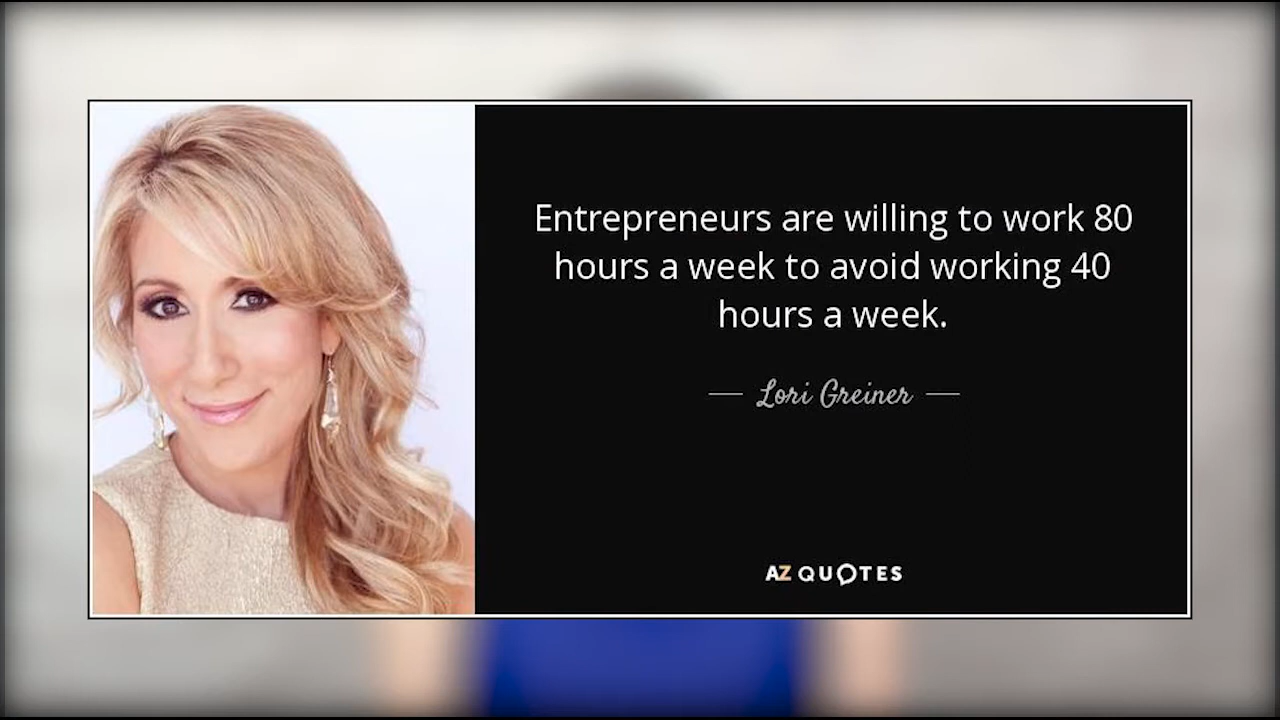 Entrepreneurs are willing to work 80
hours a week to avoid working 40
hours a week.
Lori Greiner
AZ QUOTES